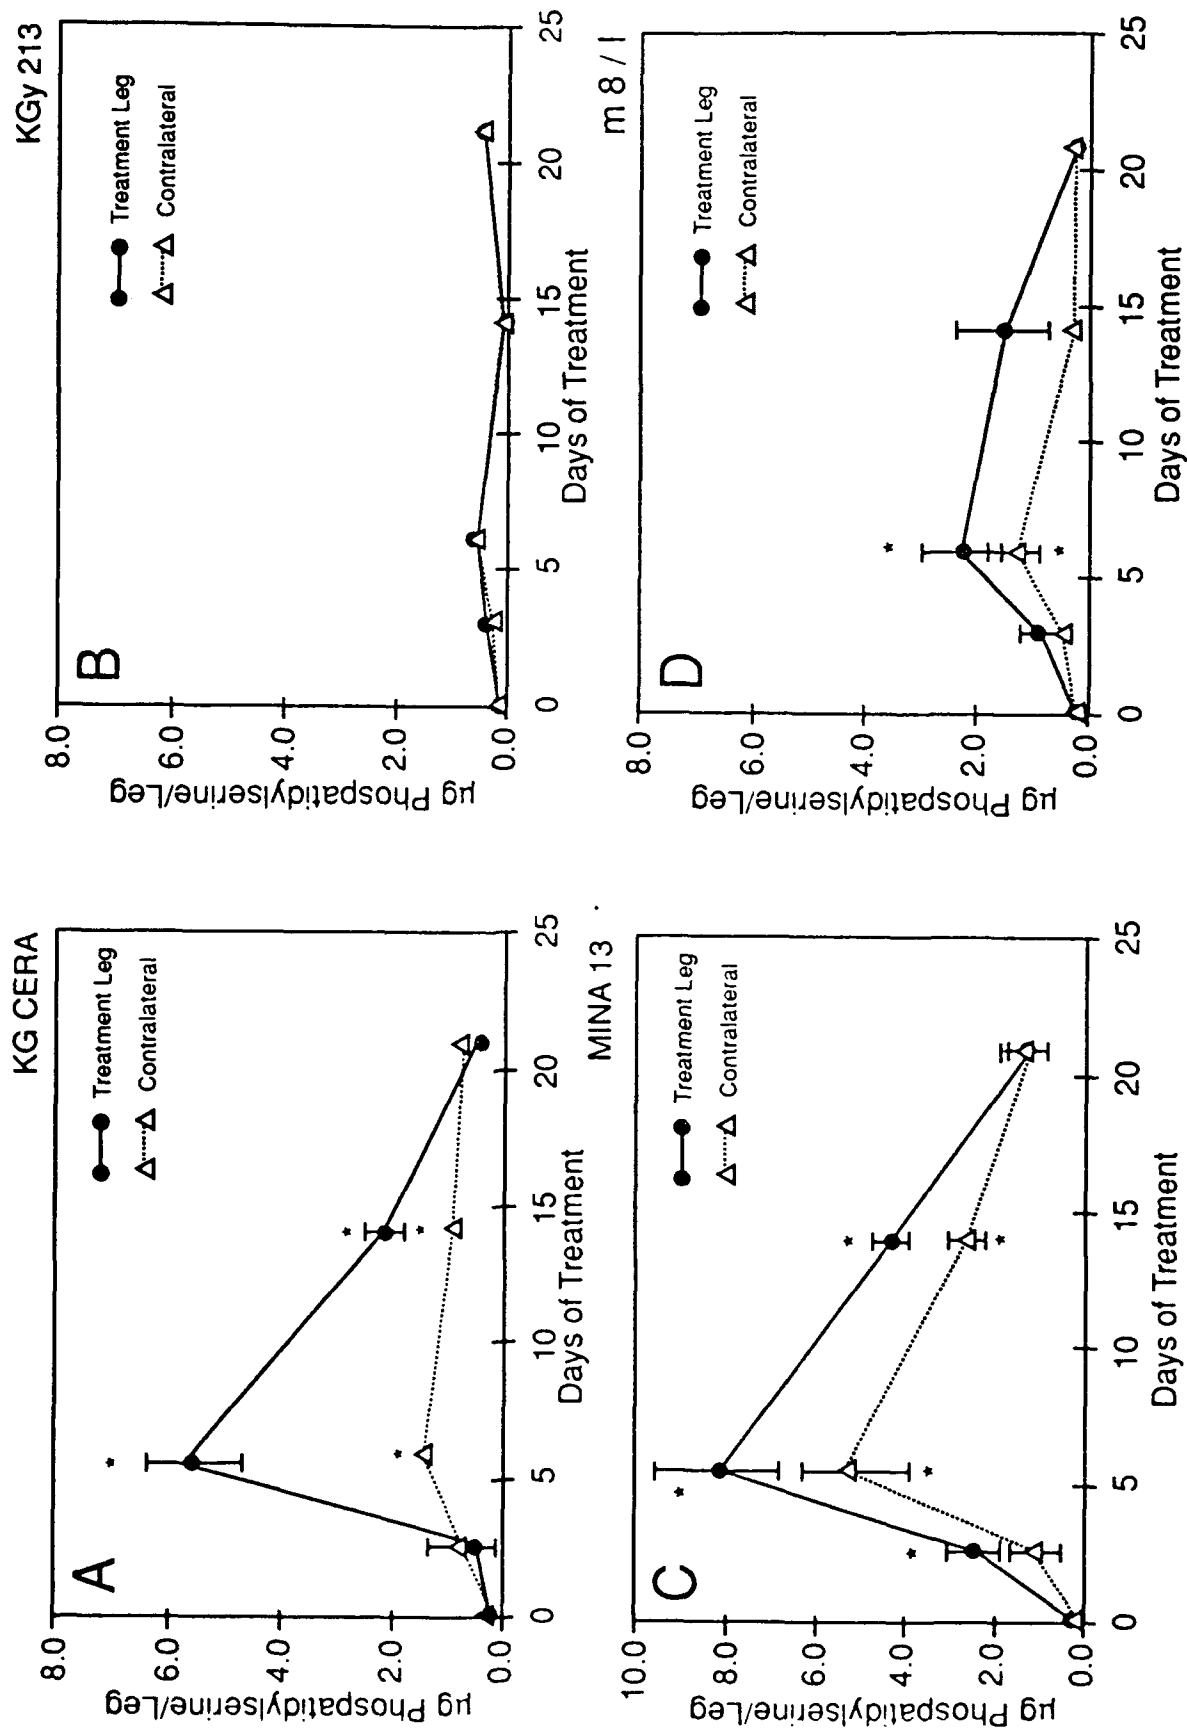 KG CERA
A
Treatment Leg
Contralateral
µg Phospatidylserine/Leg
8.0
6.0
4.0
2.0
0.0
0
5
10
15
20
25
Days of Treatment
*
*
*
*
KGy 213
B
Treatment Leg
Contralateral
µg Phospatidylserine/Leg
8.0
6.0
4.0
2.0
0.0
0
5
10
15
20
25
Days of Treatment
MINA 13
C
Treatment Leg
Contralateral
µg Phospatidylserine/Leg
10.0
8.0
6.0
4.0
2.0
0.0
0
5
10
15
20
25
Days of Treatment
*
*
*
*
*
m 8 / I
D
Treatment Leg
Contralateral
µg Phospatidylserine/Leg
8.0
6.0
4.0
2.0
0.0
0
5
10
15
20
25
Days of Treatment
*
*